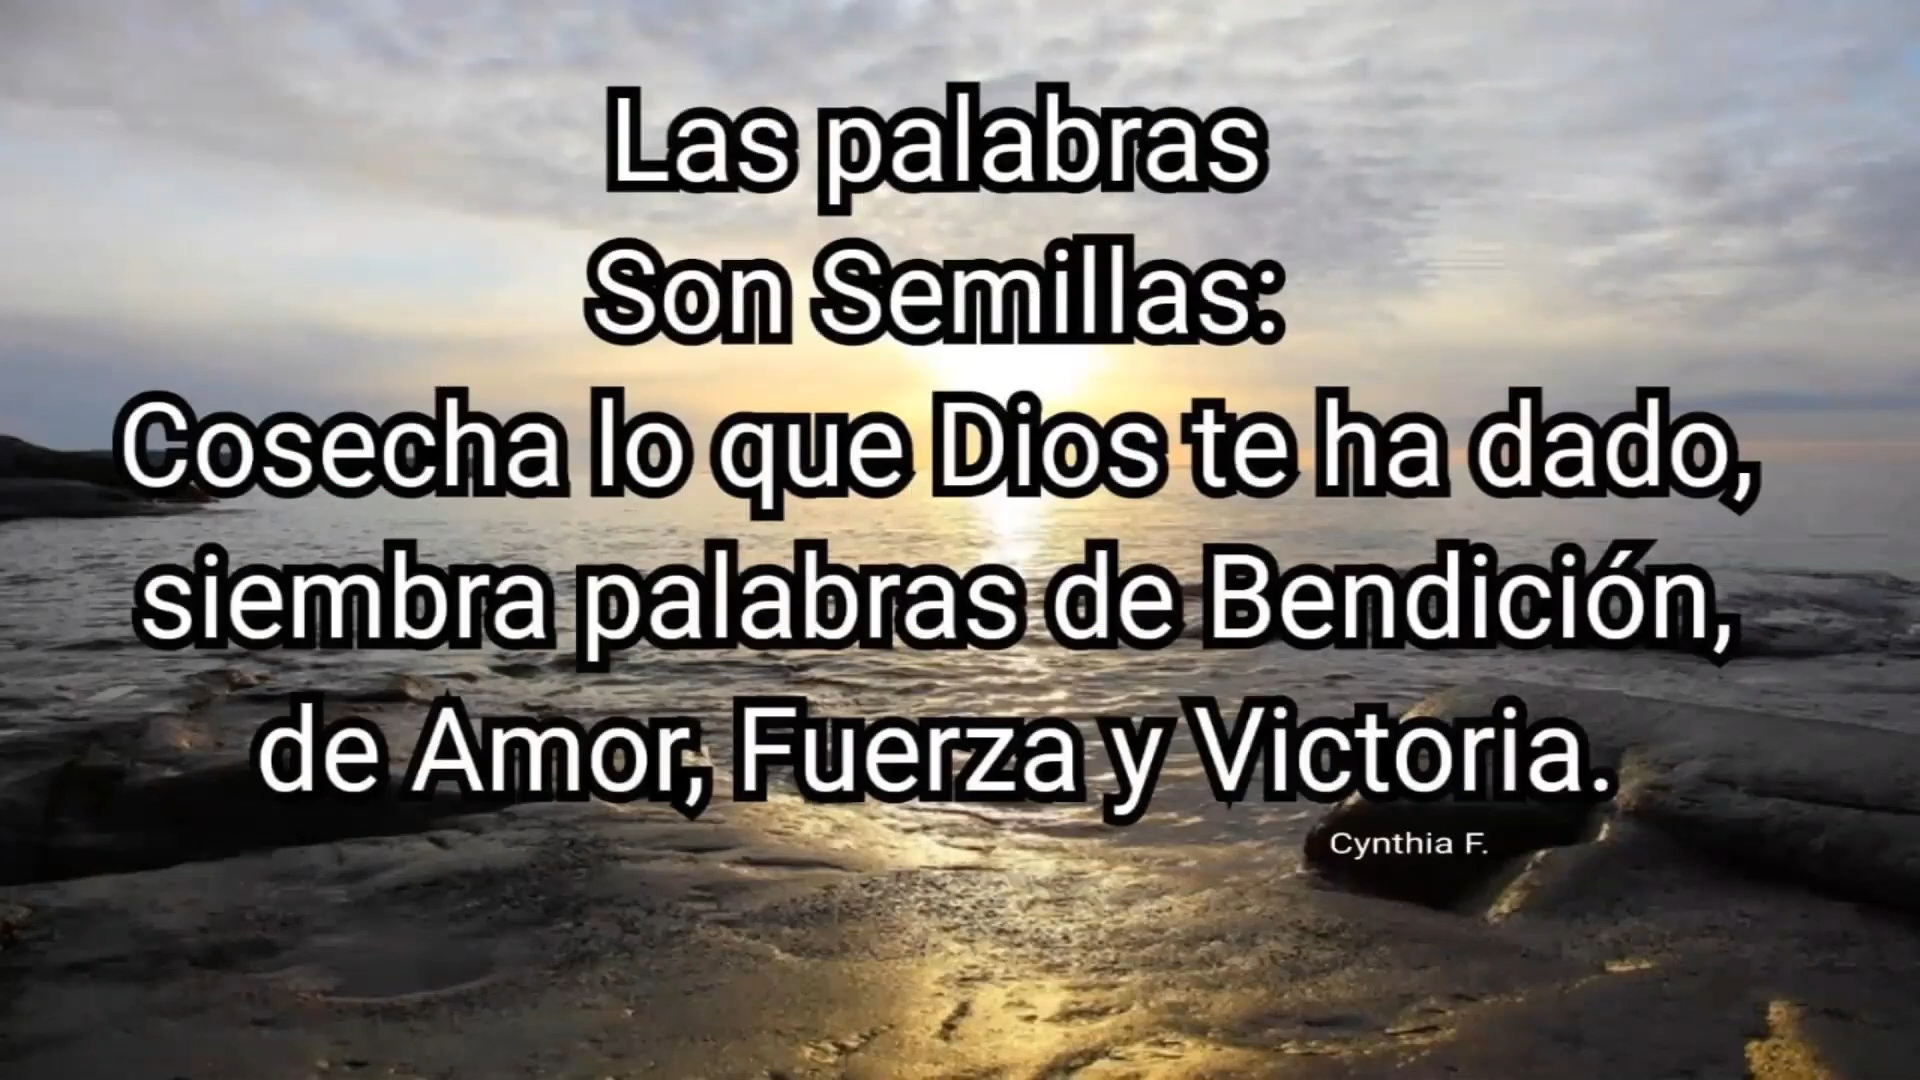 Las palabras
Son Semillas:
Cosecha lo que Dios te ha dado,
siembra palabras de Bendición,
de Amor, Fuerza y Victoria.
Cynthia F.